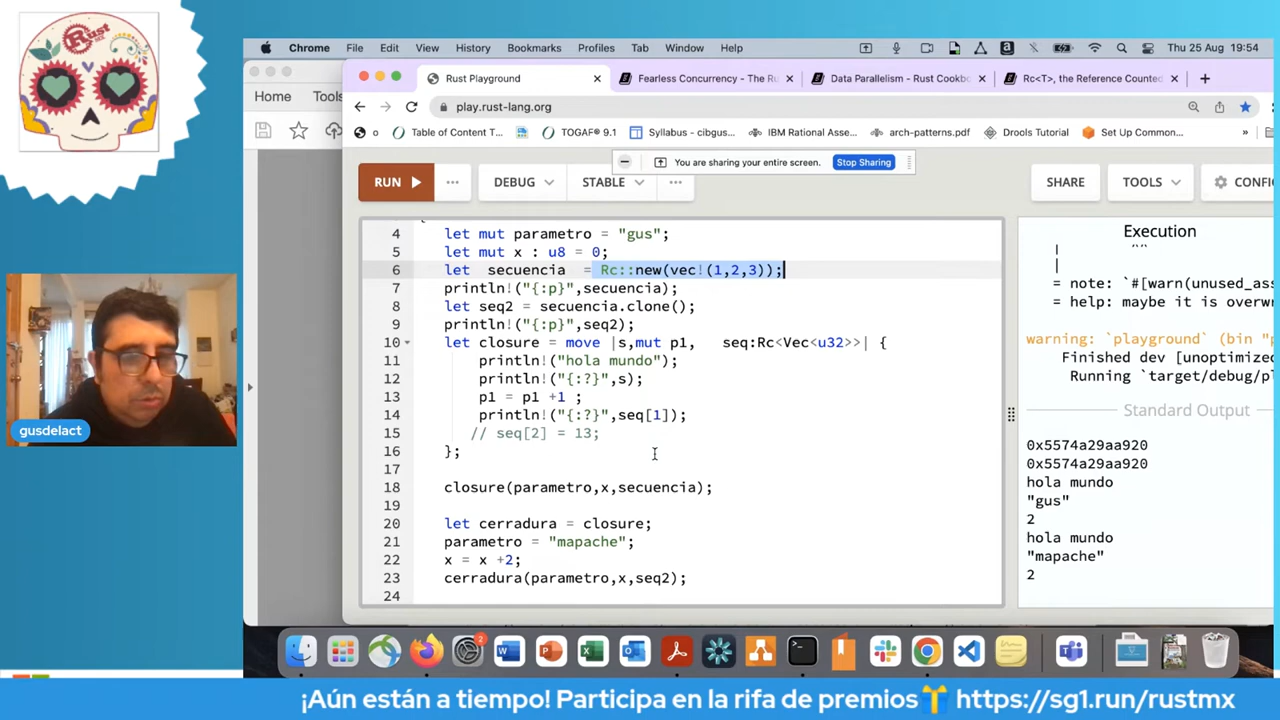 Rust
MX
gusdelact
Chrome File Edit View History Bookmarks Profiles Tab Window Help Thu 25 Aug 19:54
Rust Playground × Fearless Concurrency - The Ru × Data Parallelism - Rust Cookbo × Rc<T>, the Reference Counted × +
play.rust-lang.org
o Table of Content T... TOGAF® 9.1 Syllabus - cibgus... IBM Rational Asse... arch-patterns.pdf Drools Tutorial Set Up Common... »
Home Tools
You are sharing your entire screen. Stop Sharing
RUN ... DEBUG STABLE ... SHARE TOOLS CONFI
4 let mut parametro = "gus";
5 let mut x : u8 = 0;
6 let secuencia = Rc::new(vec!(1,2,3));
7 println!("{:p}",secuencia);
8 let seq2 = secuencia.clone();
9 println!("{:p}",seq2);
10 let closure = move |s,mut p1, seq:Rc<Vec<u32>>| {
11 println!("hola mundo");
12 println!("{:?}",s);
13 p1 = p1 +1 ;
14 println!("{:?}",seq[1]);
15 // seq[2] = 13;
16 };
17
18 closure(parametro,x,secuencia);
19
20 let cerradura = closure;
21 parametro = "mapache";
22 x = x +2;
23 cerradura(parametro,x,seq2);
24
Execution
| ^^
|
= note: `#[warn(unused_ass
= help: maybe it is overwr
warning: `playground` (bin "p
Finished dev [unoptimized
Running `target/debug/pl
Standard Output
0x5574a29aa920
0x5574a29aa920
hola mundo
"gus"
2
hola mundo
"mapache"
2
2
¡Aún están a tiempo! Participa en la rifa de premios🎁 https://sg1.run/rustmx